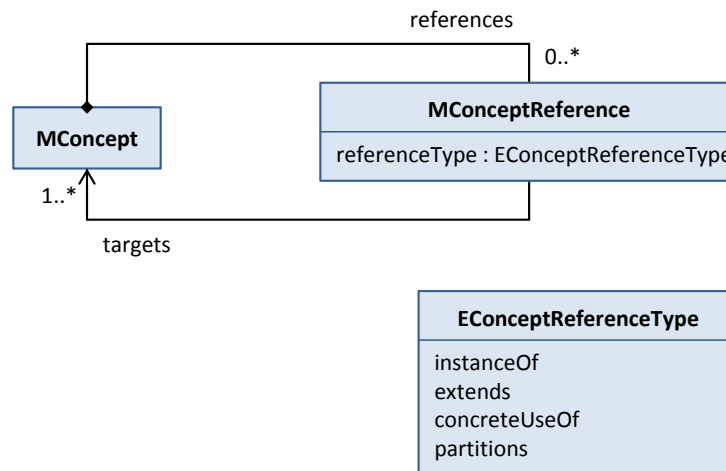 references
0..*
MConceptReference
MConcept
referenceType : EConceptReferenceType
1..*
targets
EConceptReferenceType
instanceOf
extends
concreteUseOf
partitions